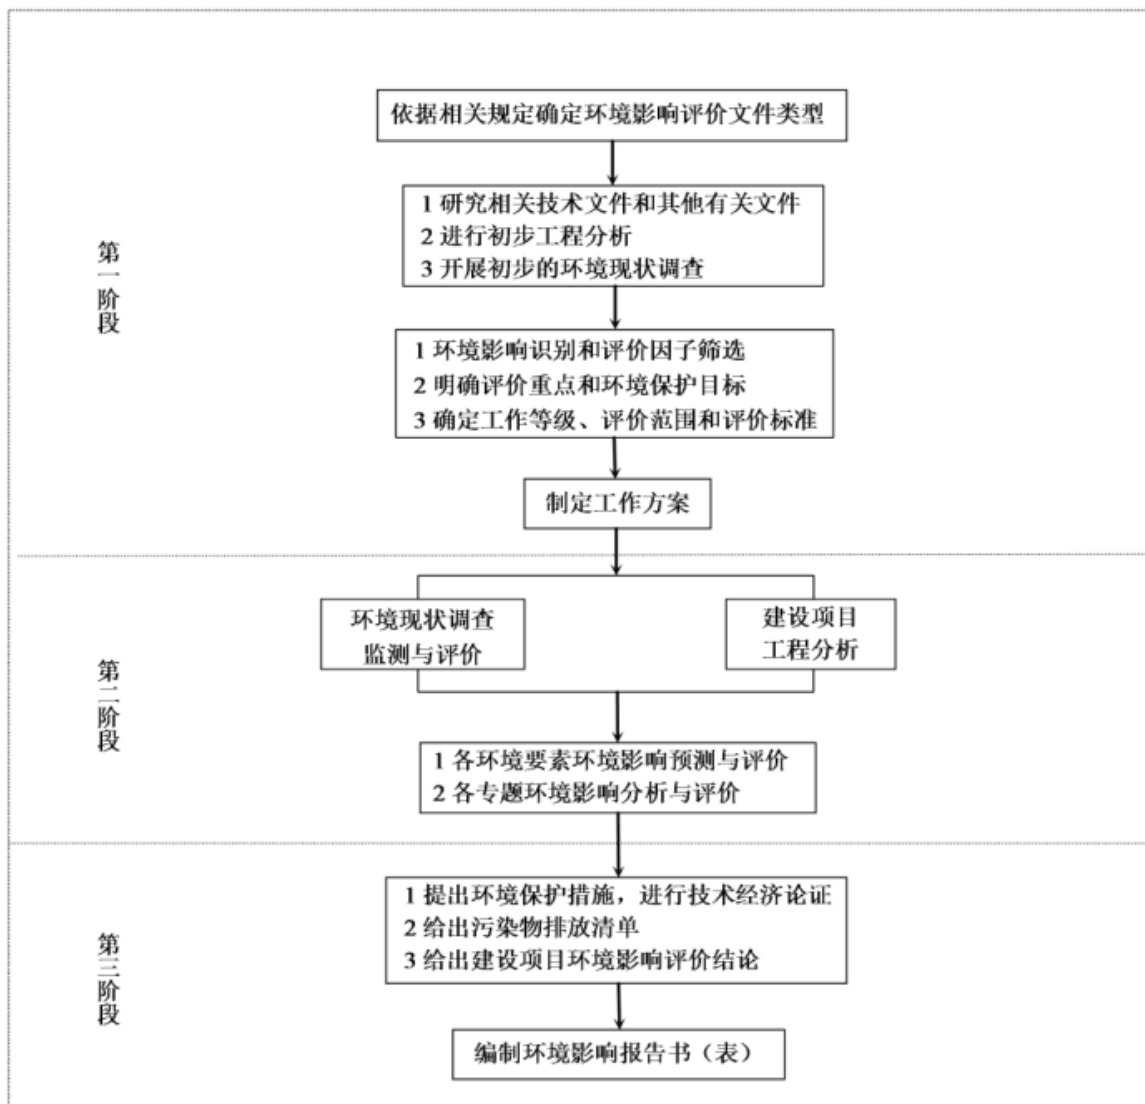 第一阶段
依据相关规定确定环境影响评价文件类型
1 研究相关技术文件和其他有关文件
2 进行初步工程分析
3 开展初步的环境现状调查
1 环境影响识别和评价因子筛选
2 明确评价重点和环境保护目标
3 确定工作等级、评价范围和评价标准
制定工作方案
第二阶段
环境现状调查
监测与评价
建设项目
工程分析
1 各环境要素环境影响预测与评价
2 各专题环境影响分析与评价
第三阶段
1 提出环境保护措施，进行技术经济论证
2 给出污染物排放清单
3 给出建设项目环境影响评价结论
编制环境影响报告书（表）